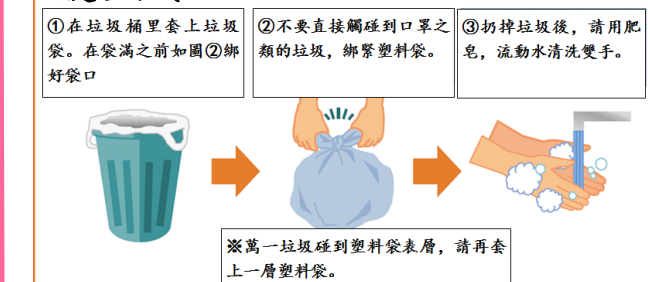 ①在垃圾桶里套上垃圾
袋。在袋滿之前如圖②綁
好袋口
②不要直接觸碰到口罩之
類的垃圾，綁緊塑料袋。
③扔掉垃圾後，請用肥
皂，流動水清洗雙手。
※萬一垃圾碰到塑料袋表層，請再套
上一層塑料袋。